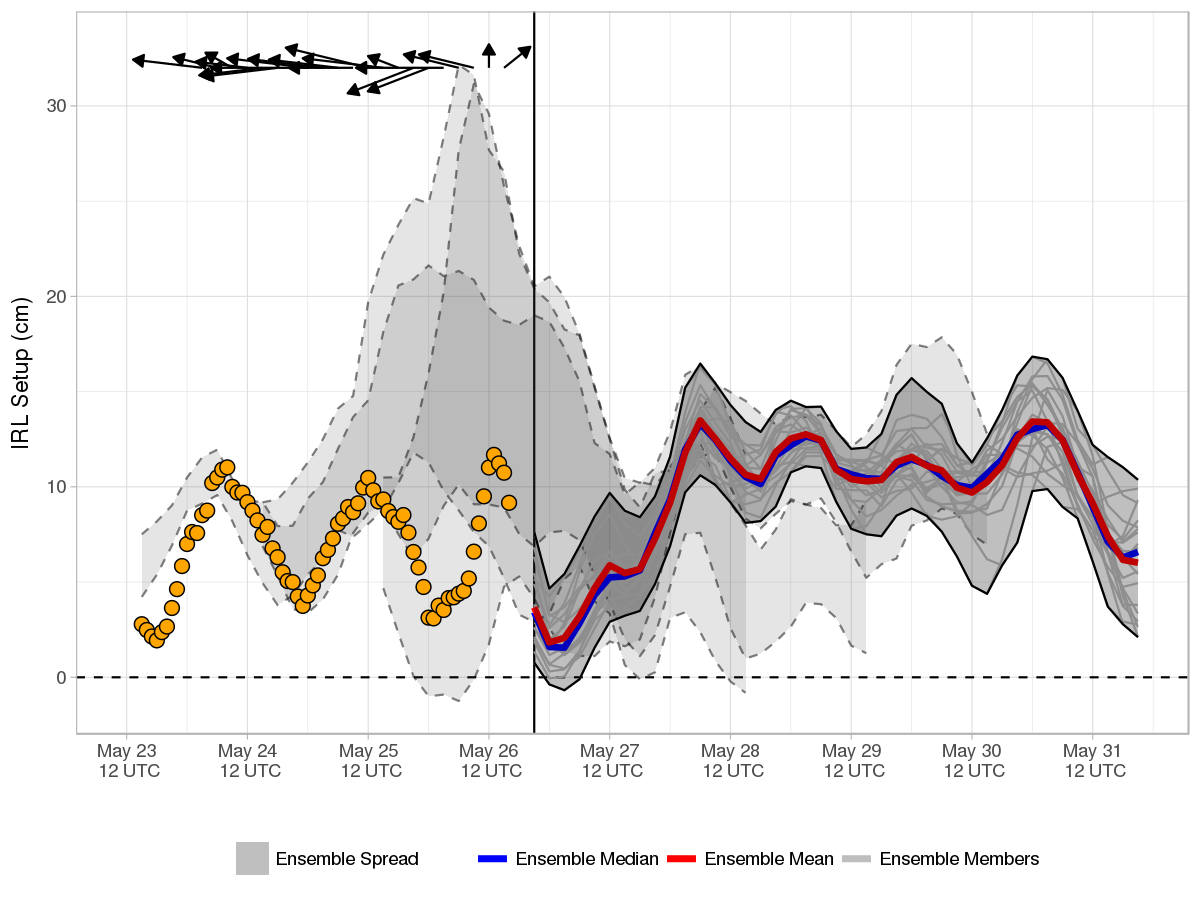 IRL Setup (cm)
30
20
10
0
May 23 May 24 May 25 May 26 May 27 May 28 May 29 May 30 May 31
12 UTC 12 UTC 12 UTC 12 UTC 12 UTC 12 UTC 12 UTC 12 UTC 12 UTC
Ensemble Spread Ensemble Median Ensemble Mean Ensemble Members